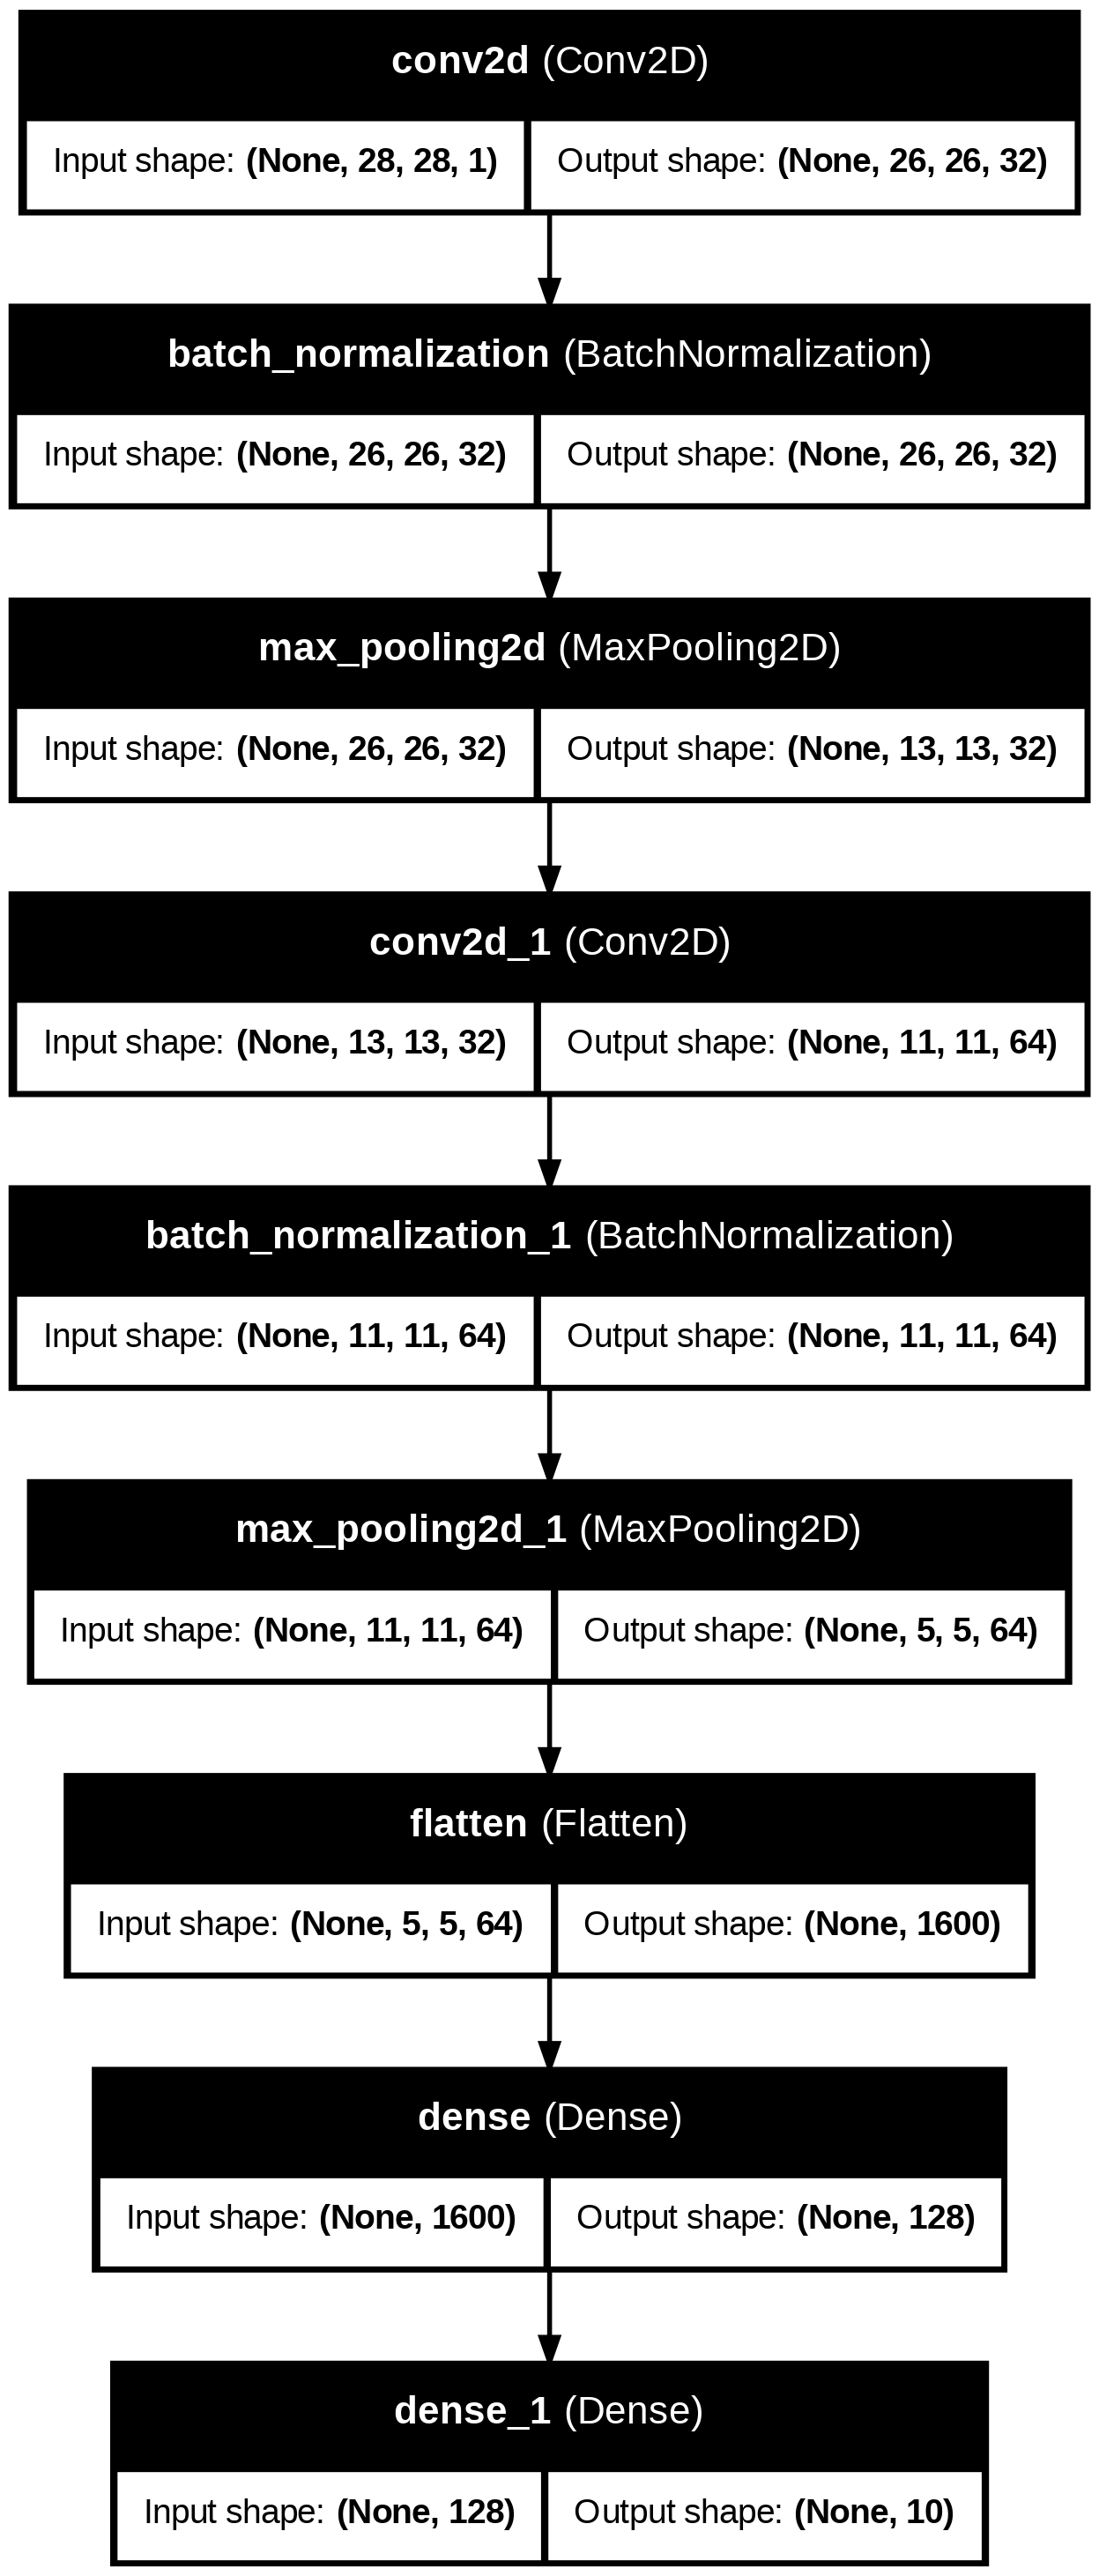 conv2d (Conv2D)
Input shape: (None, 28, 28, 1) Output shape: (None, 26, 26, 32)
batch_normalization (BatchNormalization)
Input shape: (None, 26, 26, 32) Output shape: (None, 26, 26, 32)
max_pooling2d (MaxPooling2D)
Input shape: (None, 26, 26, 32) Output shape: (None, 13, 13, 32)
conv2d_1 (Conv2D)
Input shape: (None, 13, 13, 32) Output shape: (None, 11, 11, 64)
batch_normalization_1 (BatchNormalization)
Input shape: (None, 11, 11, 64) Output shape: (None, 11, 11, 64)
max_pooling2d_1 (MaxPooling2D)
Input shape: (None, 11, 11, 64) Output shape: (None, 5, 5, 64)
flatten (Flatten)
Input shape: (None, 5, 5, 64) Output shape: (None, 1600)
dense (Dense)
Input shape: (None, 1600) Output shape: (None, 128)
dense_1 (Dense)
Input shape: (None, 128) Output shape: (None, 10)